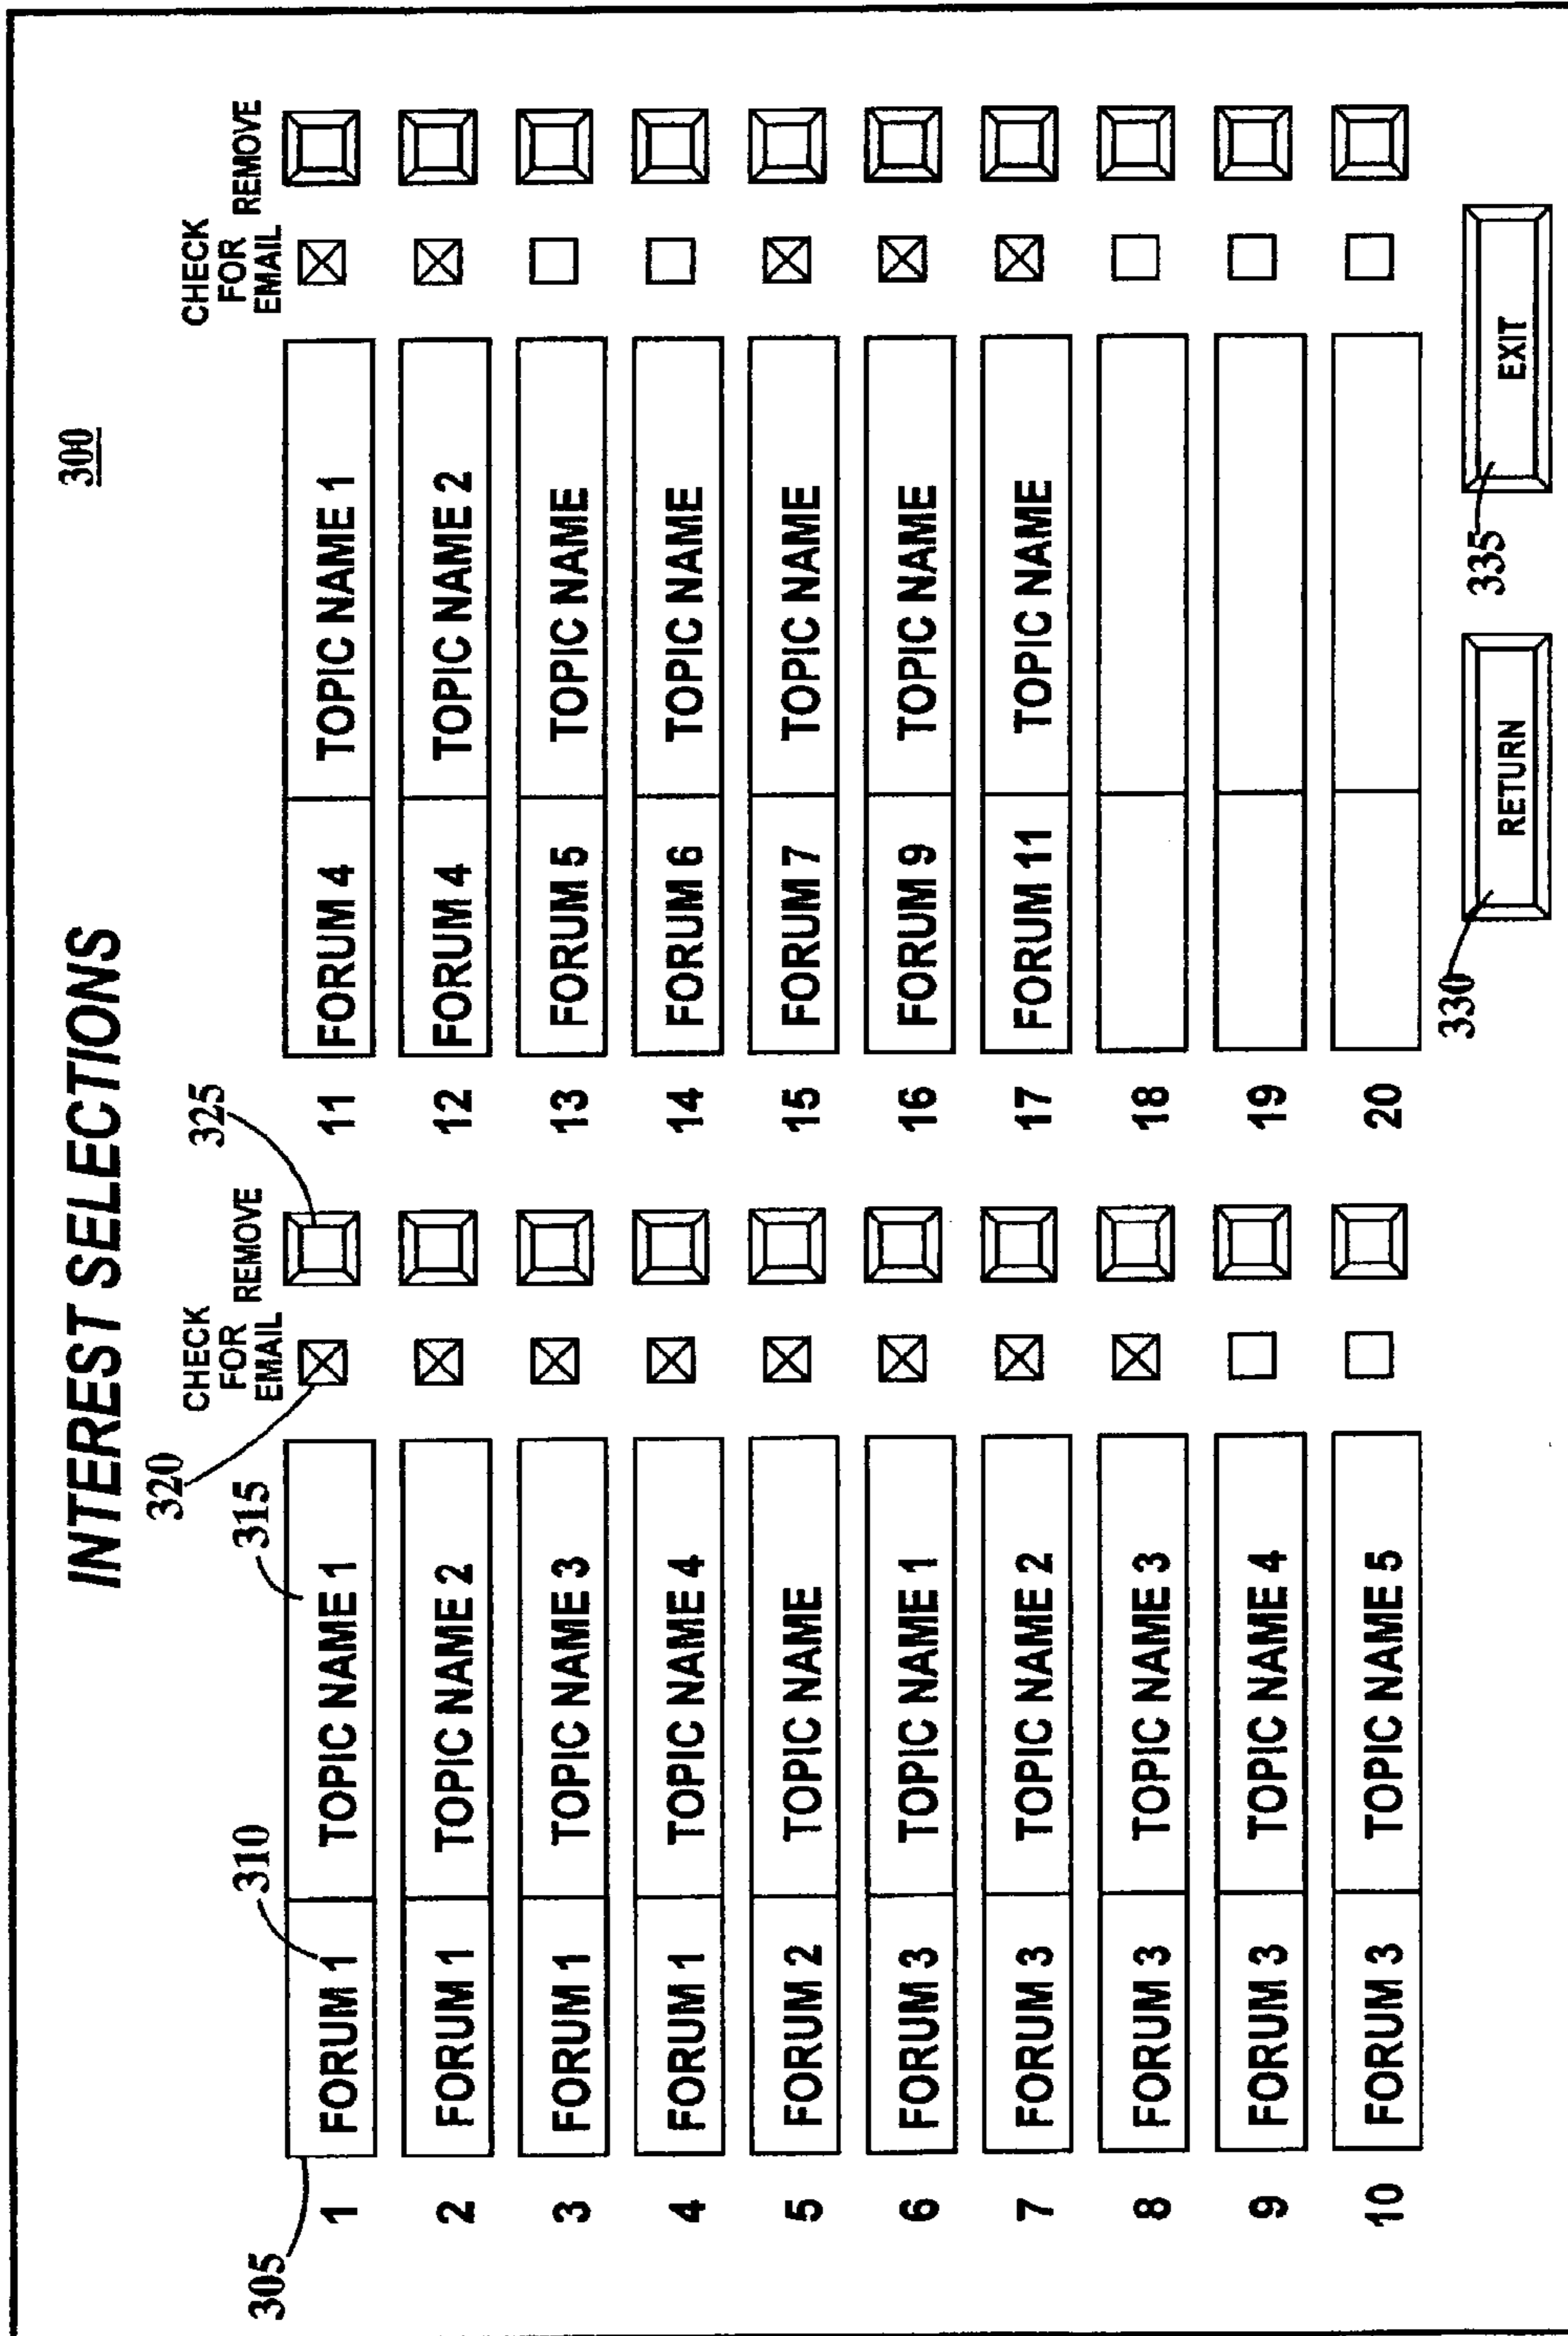 INTEREST SELECTIONS
300
CHECK FOR EMAIL REMOVE CHECK FOR EMAIL REMOVE
305 310 315 320 325
1 FORUM 1 TOPIC NAME 1 11 FORUM 4 TOPIC NAME 1
2 FORUM 1 TOPIC NAME 2 12 FORUM 4 TOPIC NAME 2
3 FORUM 1 TOPIC NAME 3 13 FORUM 5 TOPIC NAME
4 FORUM 1 TOPIC NAME 4 14 FORUM 6 TOPIC NAME
5 FORUM 2 TOPIC NAME 15 FORUM 7 TOPIC NAME
6 FORUM 3 TOPIC NAME 1 16 FORUM 9 TOPIC NAME
7 FORUM 3 TOPIC NAME 2 17 FORUM 11 TOPIC NAME
8 FORUM 3 TOPIC NAME 3 18
9 FORUM 3 TOPIC NAME 4 19
10 FORUM 3 TOPIC NAME 5 20
330 RETURN 335 EXIT